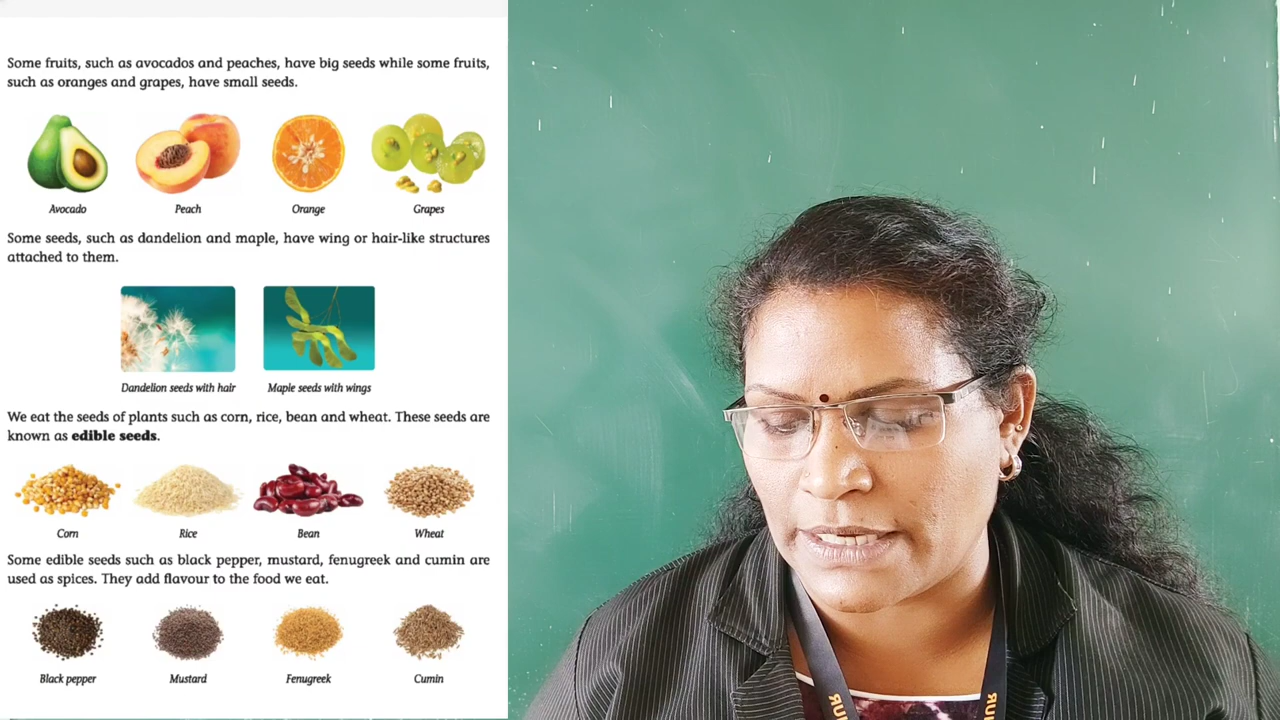 Some fruits, such as avocados and peaches, have big seeds while some fruits,
such as oranges and grapes, have small seeds.
Avocado Peach Orange Grapes
Some seeds, such as dandelion and maple, have wing or hair-like structures
attached to them.
Dandelion seeds with hair Maple seeds with wings
We eat the seeds of plants such as corn, rice, bean and wheat. These seeds are
known as edible seeds.
Corn Rice Bean Wheat
Some edible seeds such as black pepper, mustard, fenugreek and cumin are
used as spices. They add flavour to the food we eat.
Black pepper Mustard Fenugreek Cumin